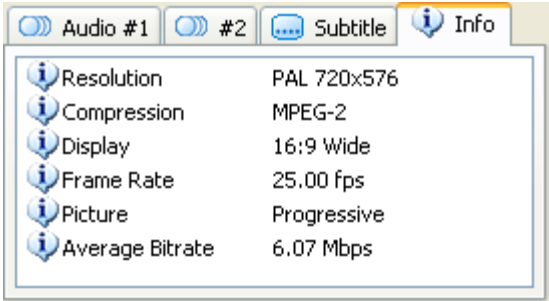 Audio #1 #2 Subtitle Info
Resolution PAL 720x576
Compression MPEG-2
Display 16:9 Wide
Frame Rate 25.00 fps
Picture Progressive
Average Bitrate 6.07 Mbps